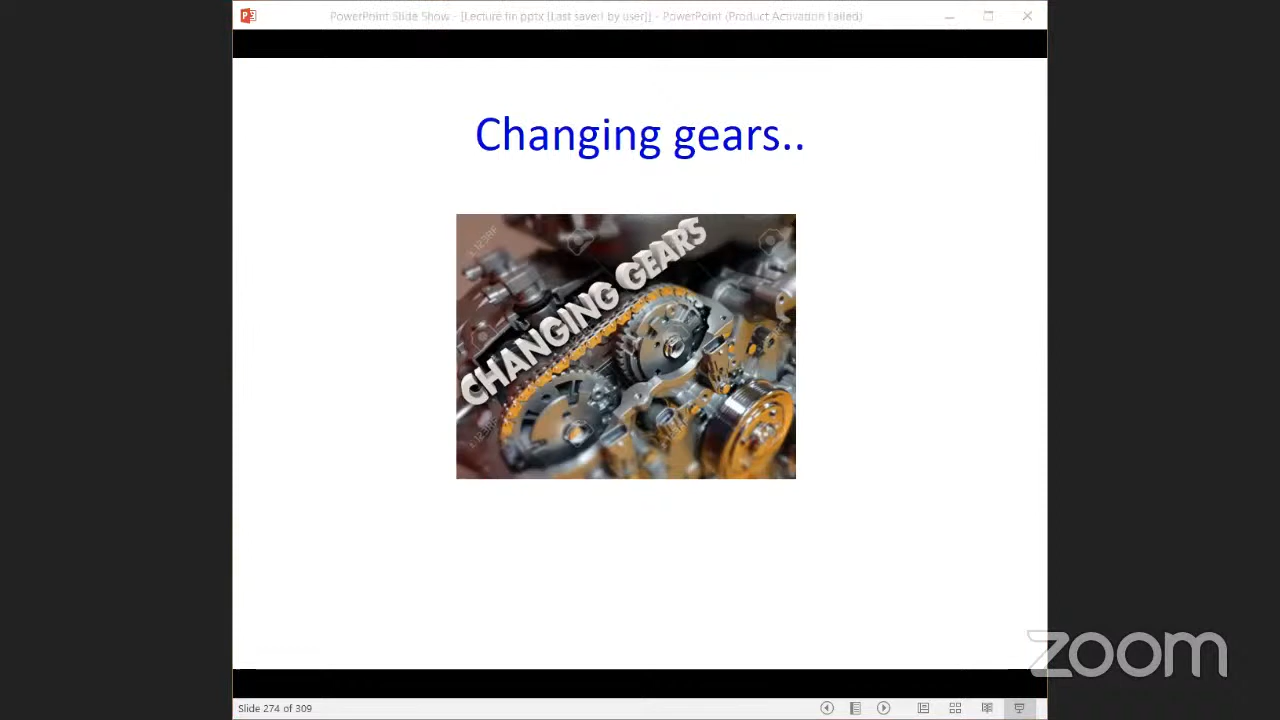 PowerPoint Slide Show - [Lecture fin pptx [Last saved by user]] - PowerPoint (Product Activation Failed)
Changing gears..
CHANGING GEARS
123RF
zoom
Slide 274 of 309